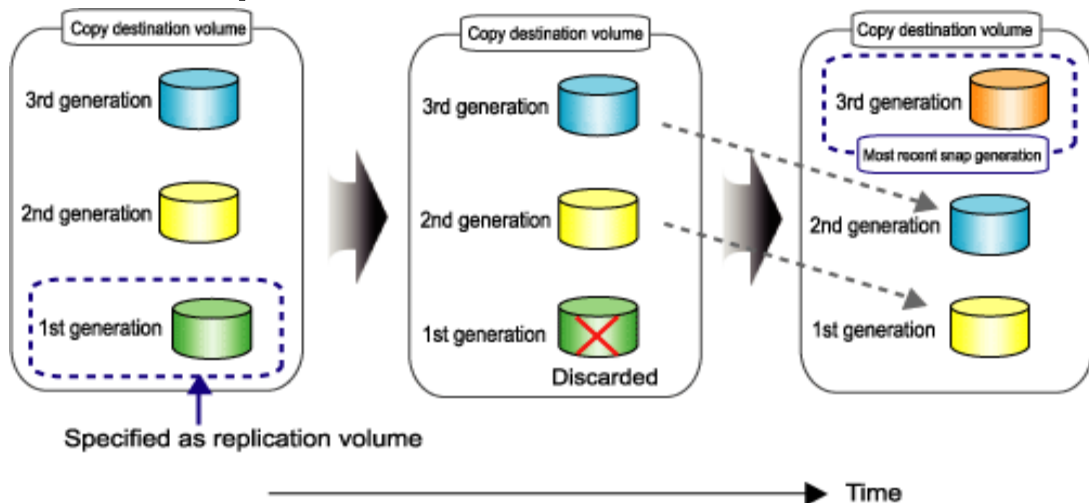 Copy destination volume
3rd generation
2nd generation
1st generation
Specified as replication volume
Copy destination volume
3rd generation
2nd generation
1st generation
Discarded
Copy destination volume
3rd generation
Most recent snap generation
2nd generation
1st generation
Time